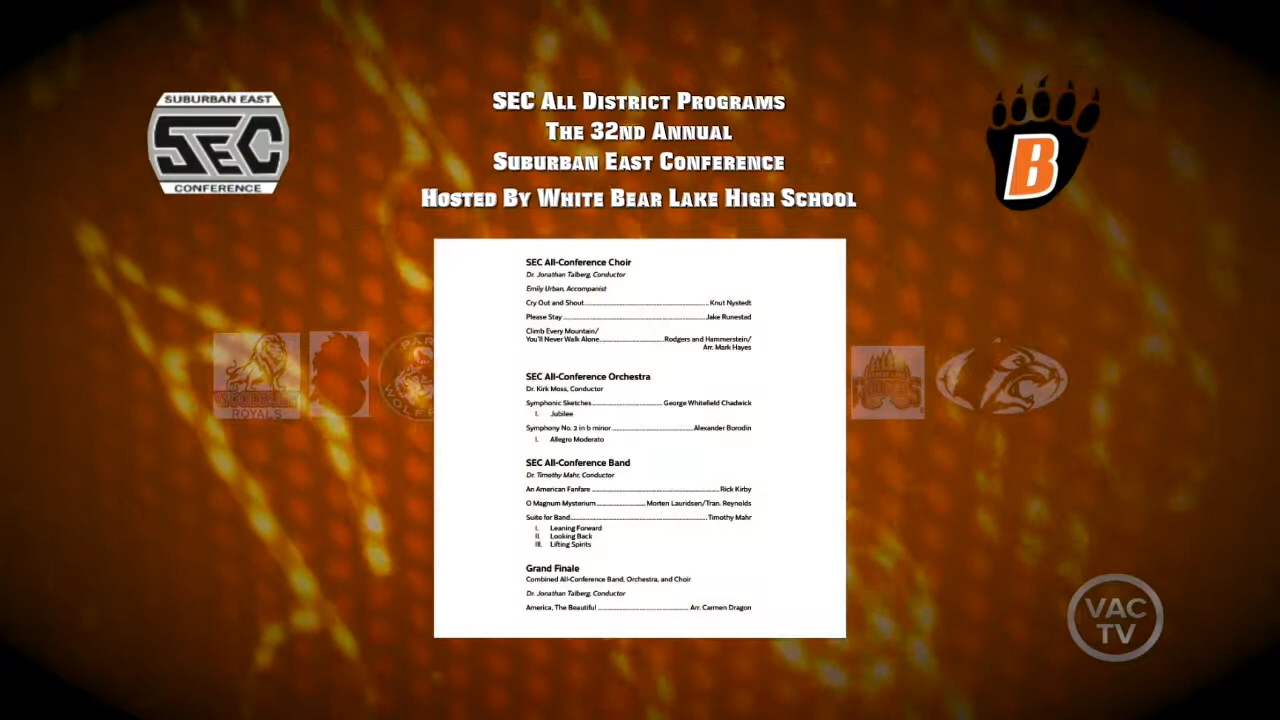 SUBURBAN EAST
SEC
CONFERENCE
SEC ALL DISTRICT PROGRAMS
THE 32ND ANNUAL
SUBURBAN EAST CONFERENCE
HOSTED BY WHITE BEAR LAKE HIGH SCHOOL
B
SEC All-Conference Choir
Dr. Jonathan Talberg, Conductor
Emily Urban, Accompanist
Cry Out and Shout Knut Nystedt
Please Stay Jake Runestad
Climb Every Mountain/
You'll Never Walk Alone Rodgers and Hammerstein/
Arr. Mark Hayes
SEC All-Conference Orchestra
Dr. Kirk Moss, Conductor
Symphonic Sketches George Whitefield Chadwick
I. Jubilee
Symphony No. 2 in b minor Alexander Borodin
I. Allegro Moderato
SEC All-Conference Band
Dr. Timothy Mahr, Conductor
An American Fanfare Rick Kirby
O Magnum Mysterium Morten Lauridsen/Tran. Reynolds
Suite for Band Timothy Mahr
I. Leaning Forward
II. Looking Back
III. Lifting Spirits
Grand Finale
Combined All-Conference Band, Orchestra, and Choir
Dr. Jonathan Talberg, Conductor
America, The Beautiful Arr. Carmen Dragon
ROYALS
PAR
WOLF
VAC
TV